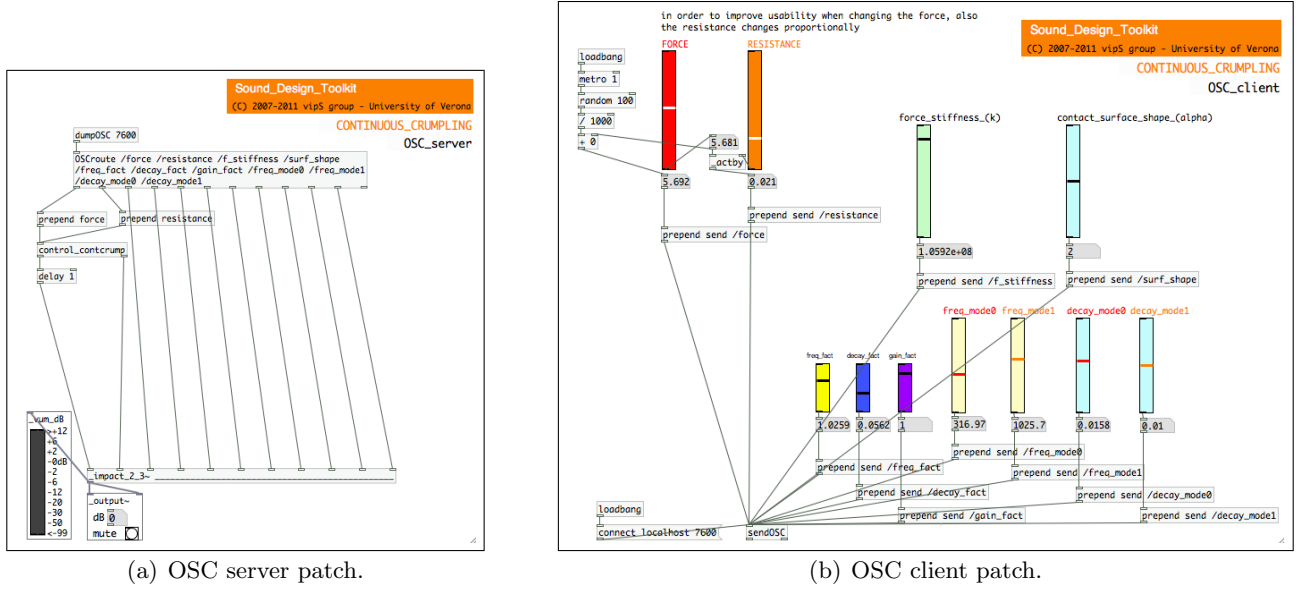 Sound_Design_Toolkit
(C) 2007-2011 vipS group - University of Verona
CONTINUOUS_CRUMPLING
OSC_server
dumpOSC 7600
OSCroute /force /resistance /f_stiffness /surf_shape
/freq_fact /decay_fact /gain_fact /freq_mode0 /freq_mode1
/decay_mode0 /decay_mode1
prepend force
prepend resistance
control_contcrump
delay 1
_vum_dB
>+12
+6
+2
-0dB
-2
-6
-12
-20
-30
-50
<-99
_impact_2_3~ ________________________________________________
_output~
dB 0
mute
(a) OSC server patch.
in order to improve usability when changing the force, also
the resistance changes proportionally
Sound_Design_Toolkit
(C) 2007-2011 vipS group - University of Verona
CONTINUOUS_CRUMPLING
OSC_client
loadbang
metro 1
random 100
/ 1000
+ 0
FORCE
RESISTANCE
5.681
_actby
5.692
0.021
prepend send /resistance
prepend send /force
force_stiffness_(k)
contact_surface_shape_(alpha)
1.0592e+08
2
prepend send /f_stiffness
prepend send /surf_shape
freq_mode0
freq_mode1
decay_mode0
decay_mode1
freq_fact
decay_fact
gain_fact
1.0259
0.0562
1
316.97
1025.7
0.0158
0.01
prepend send /freq_mode0
prepend send /freq_fact
prepend send /freq_mode1
prepend send /decay_fact
prepend send /decay_mode0
prepend send /gain_fact
prepend send /decay_mode1
loadbang
connect localhost 7600
sendOSC
(b) OSC client patch.